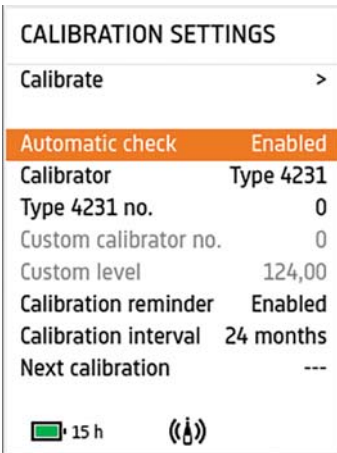 CALIBRATION SETTINGS
Calibrate >
Automatic check Enabled
Calibrator Type 4231
Type 4231 no. 0
Custom calibrator no. 0
Custom level 124,00
Calibration reminder Enabled
Calibration interval 24 months
Next calibration ---
15 h